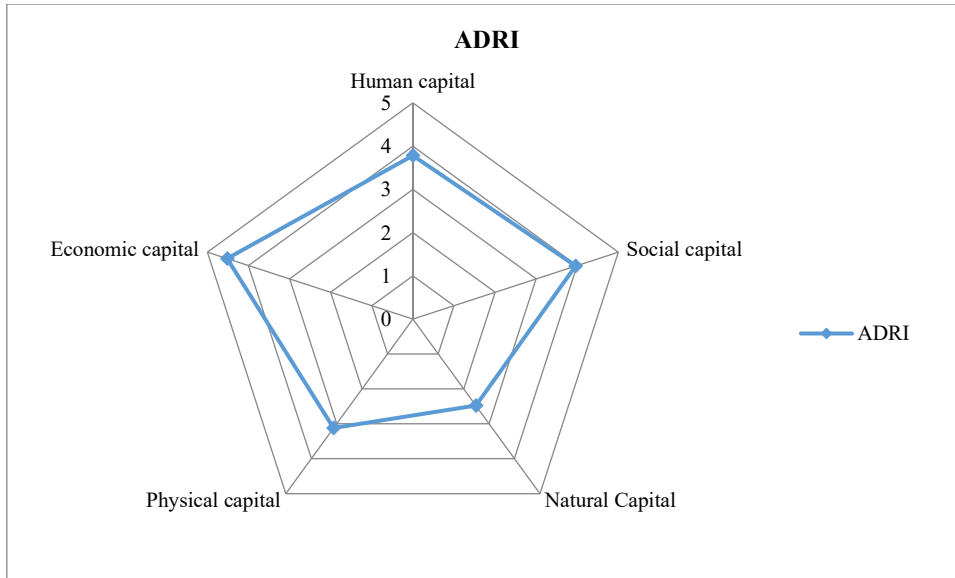 ADRI
Human capital
5
4
3
2
1
0
Economic capital
Social capital
ADRI
Physical capital
Natural Capital